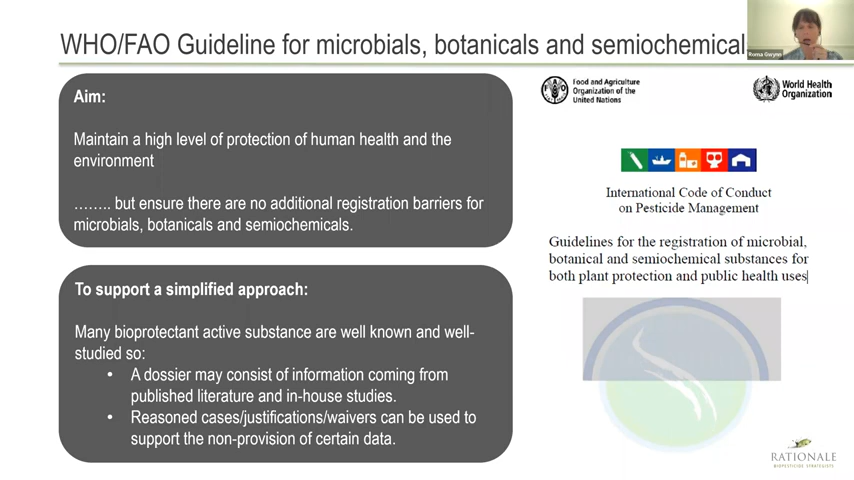 WHO/FAO Guideline for microbials, botanicals and semiochemical
Roma Gwynn
Aim:
Maintain a high level of protection of human health and the
environment
........ but ensure there are no additional registration barriers for
microbials, botanicals and semiochemicals.
To support a simplified approach:
Many bioprotectant active substance are well known and well-
studied so:
• A dossier may consist of information coming from
published literature and in-house studies.
• Reasoned cases/justifications/waivers can be used to
support the non-provision of certain data.
Food and Agriculture
Organization of the
United Nations
World Health
Organization
International Code of Conduct
on Pesticide Management
Guidelines for the registration of microbial,
botanical and semiochemical substances for
both plant protection and public health uses
RATIONALE
BIOPESTICIDE STRATEGISTS